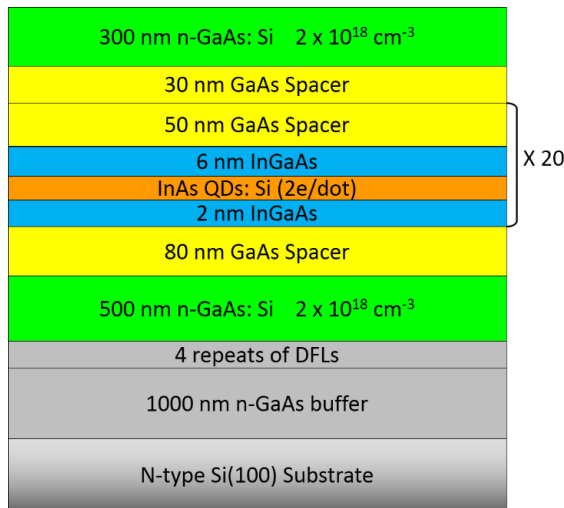 300 nm n-GaAs: Si 2 x 10¹⁸ cm⁻³
30 nm GaAs Spacer
50 nm GaAs Spacer
6 nm InGaAs
X 20
InAs QDs: Si (2e/dot)
2 nm InGaAs
80 nm GaAs Spacer
500 nm n-GaAs: Si 2 x 10¹⁸ cm⁻³
4 repeats of DFLs
1000 nm n-GaAs buffer
N-type Si(100) Substrate